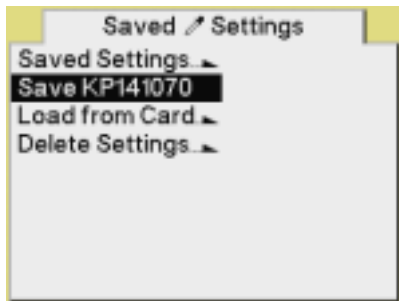 Saved Settings
Saved Settings...
Save KP141070
Load from Card...
Delete Settings...